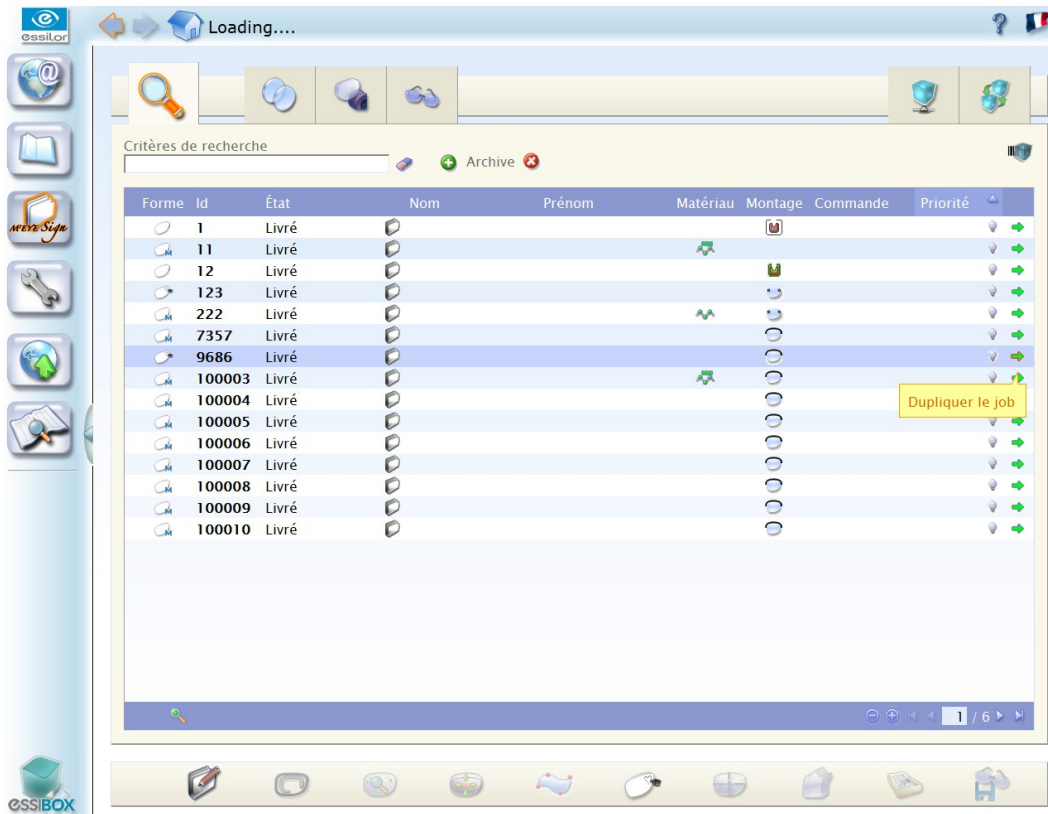 essilor
Loading....
?
@
Critères de recherche
Archive
M'EYE Sign
Forme Id État Nom Prénom Matériau Montage Commande Priorité
1 Livré
11 Livré
12 Livré
123 Livré
222 Livré
7357 Livré
9686 Livré
100003 Livré
100004 Livré
Dupliquer le job
100005 Livré
100006 Livré
100007 Livré
100008 Livré
100009 Livré
100010 Livré
1 / 6
essiBOX